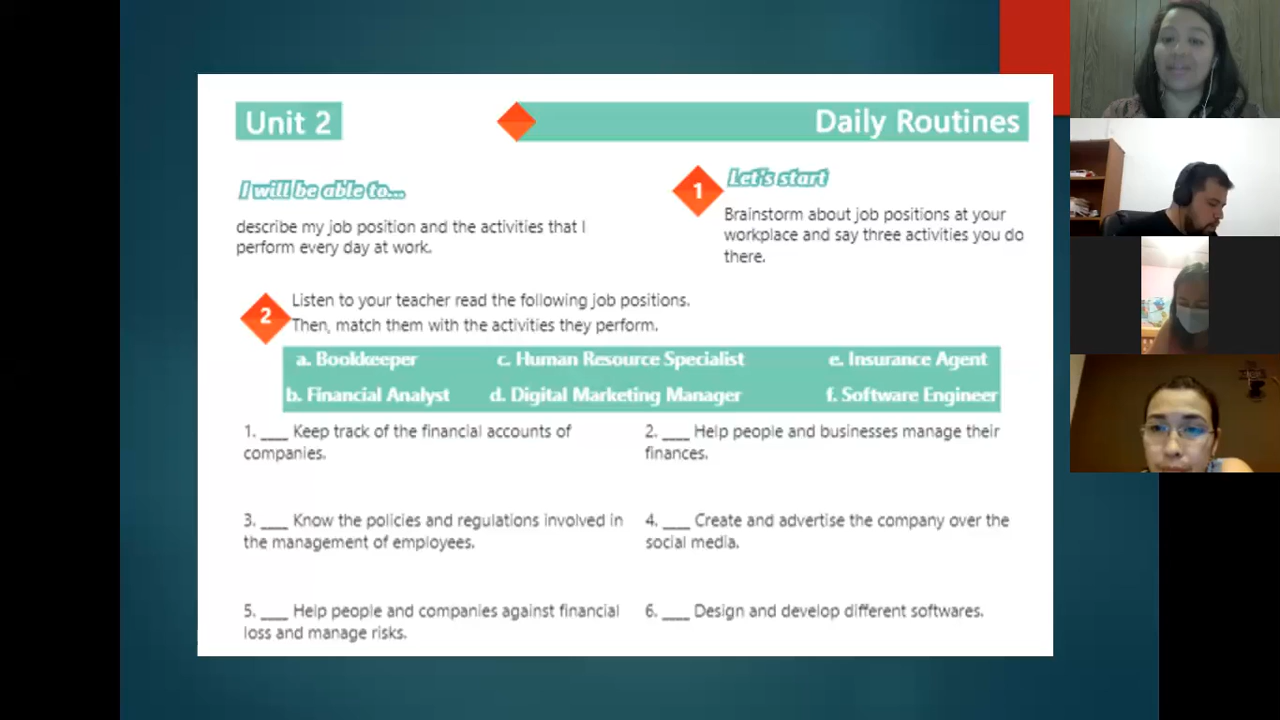 Unit 2
Daily Routines
I will be able to...
describe my job position and the activities that I
perform every day at work.
1
Let's start
Brainstorm about job positions at your
workplace and say three activities you do
there.
2
Listen to your teacher read the following job positions.
Then, match them with the activities they perform.
a. Bookkeeper c. Human Resource Specialist e. Insurance Agent
b. Financial Analyst d. Digital Marketing Manager f. Software Engineer
1. ___ Keep track of the financial accounts of
companies.
2. ___ Help people and businesses manage their
finances.
3. ___ Know the policies and regulations involved in
the management of employees.
4. ___ Create and advertise the company over the
social media.
5. ___ Help people and companies against financial
loss and manage risks.
6. ___ Design and develop different softwares.